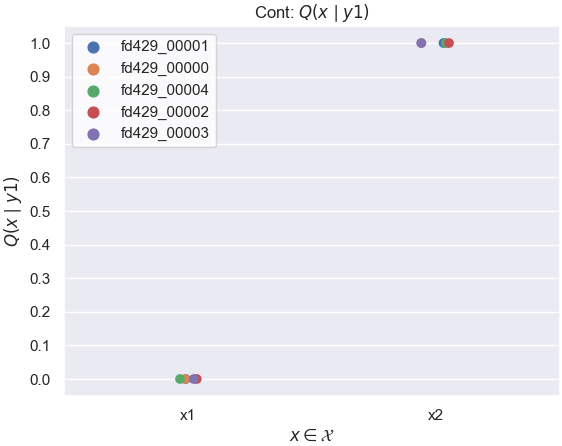 Cont: Q(x | y1)
fd429_00001
fd429_00000
fd429_00004
fd429_00002
fd429_00003
Q(x | y1)
1.0
0.9
0.8
0.7
0.6
0.5
0.4
0.3
0.2
0.1
0.0
x1 x2
x ∈ 𝒳